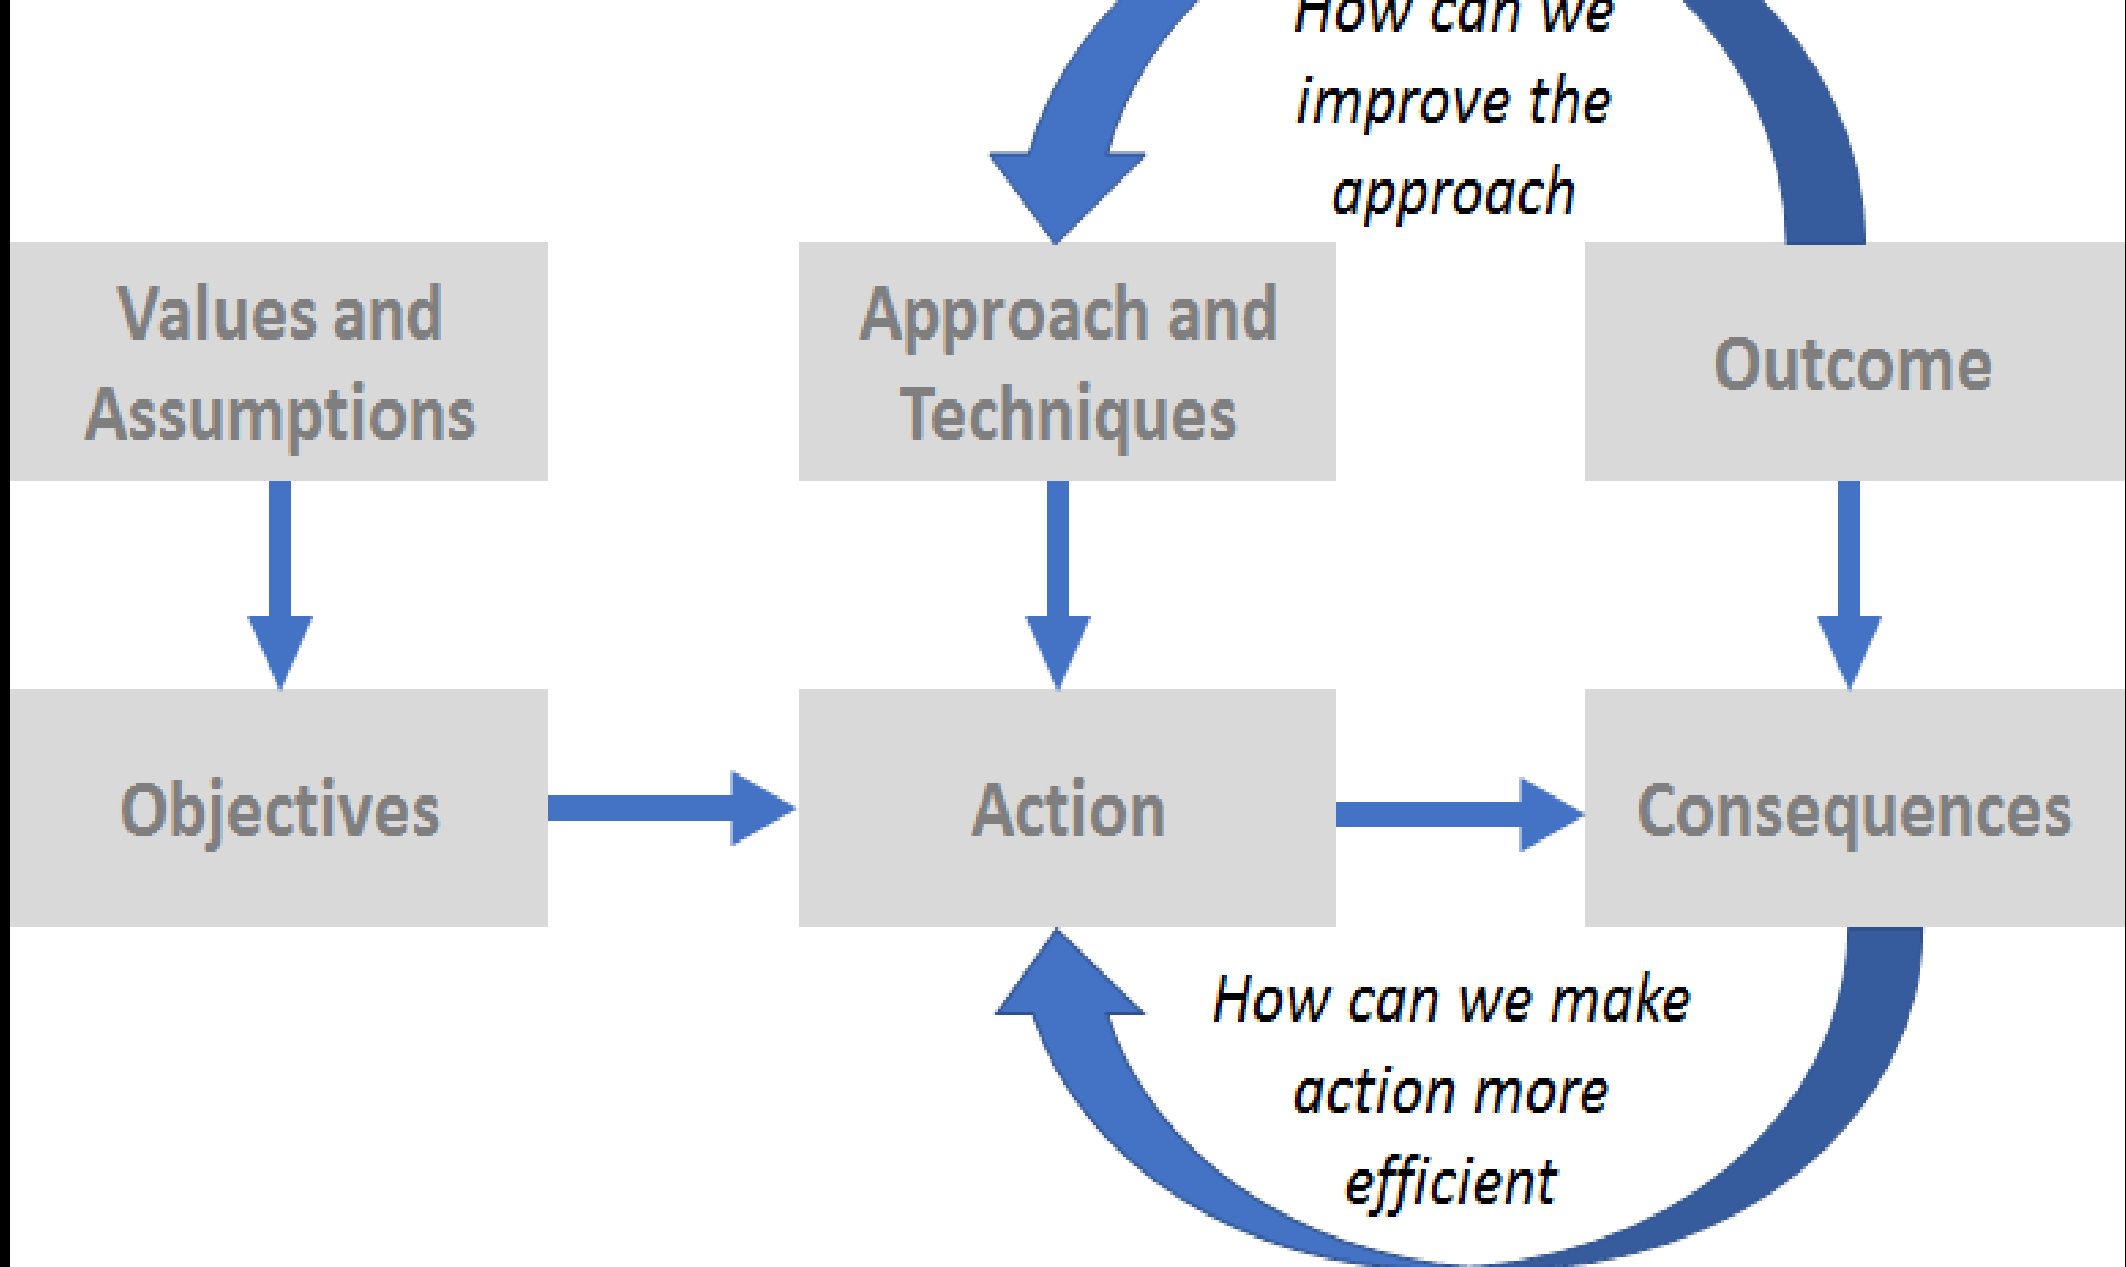 How can we
improve the
approach
Values and
Assumptions
Approach and
Techniques
Outcome
Objectives
Action
Consequences
How can we make
action more
efficient